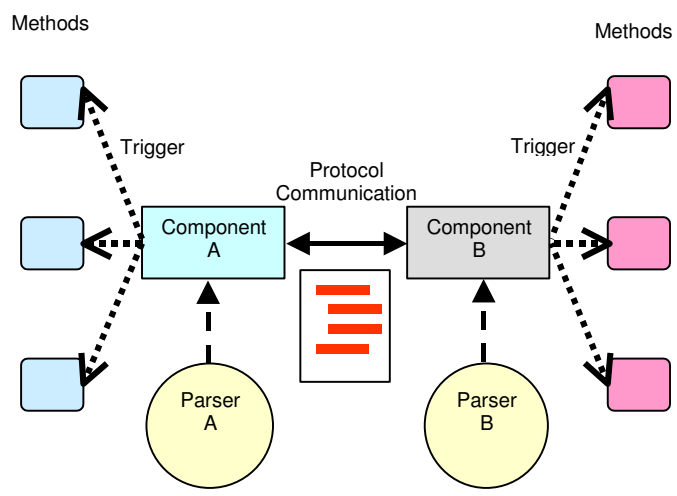 Methods
Methods
Trigger
Trigger
Protocol
Communication
Component
A
Component
B
Parser
A
Parser
B